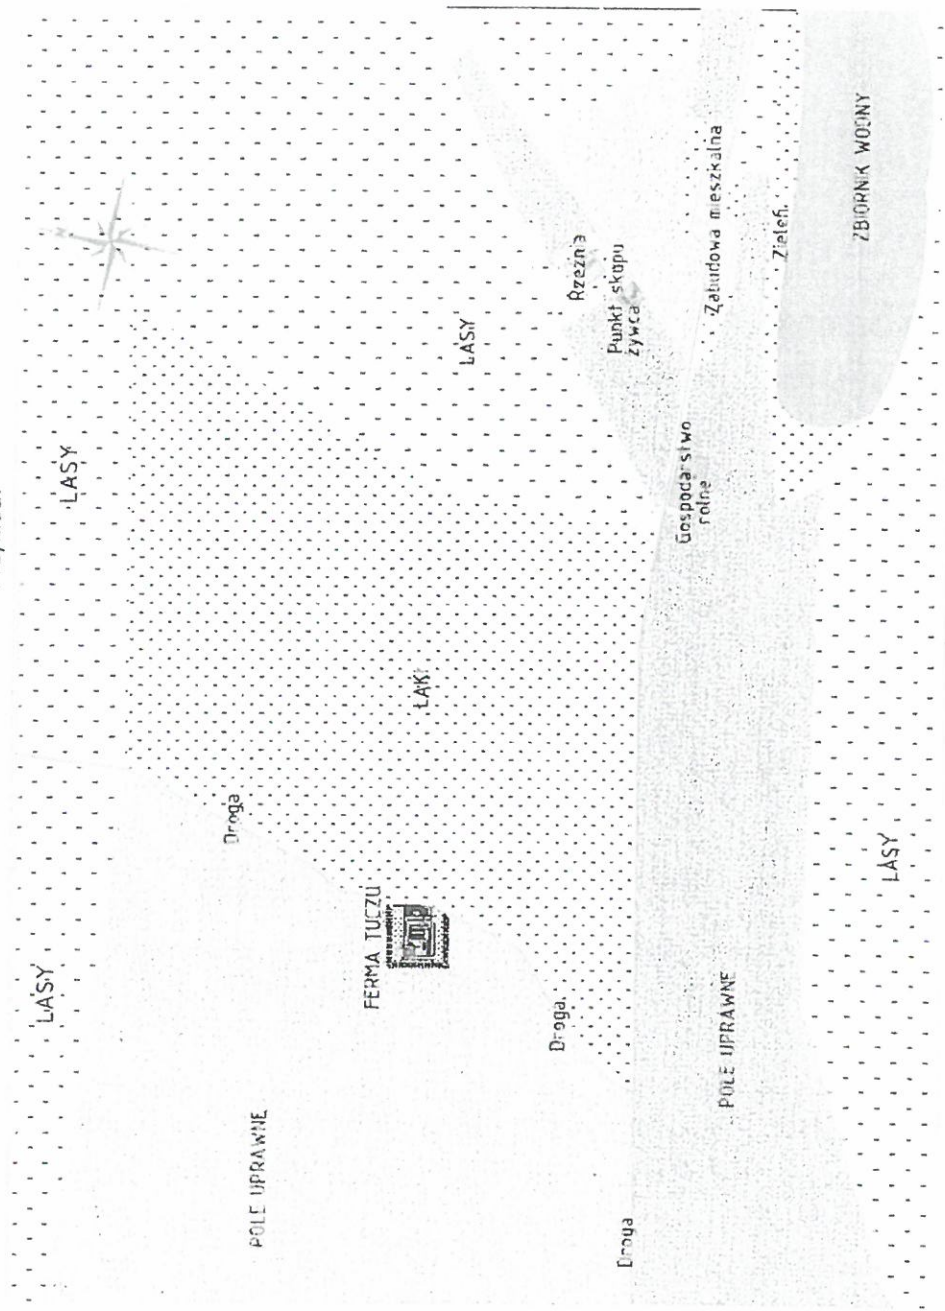 LASY
LASY
Droga
POLE UPRAWNE
FERMA TUCZU
ŁAKI
LASY
Droga
Rzeźnia
Punkt skupu
żywca
Droga
Gospodarstwo
rolne
Zabudowa mieszkalna
POLE UPRAWNE
Zieleń
ZBIORNIK WODNY
LASY